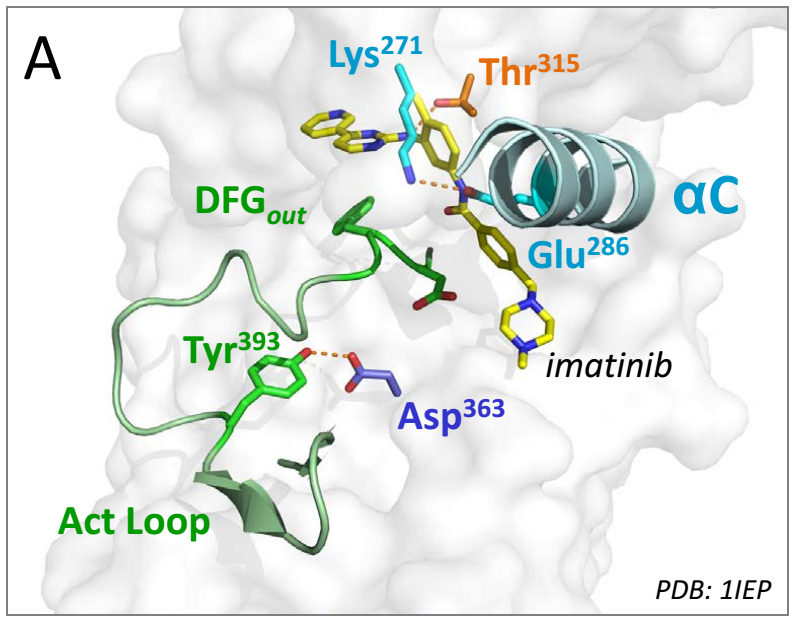 A
Lys²⁷¹
Thr³¹⁵
αC
DFGout
Glu²⁸⁶
Tyr³⁹³
imatinib
Asp³⁶³
Act Loop
PDB: 1IEP